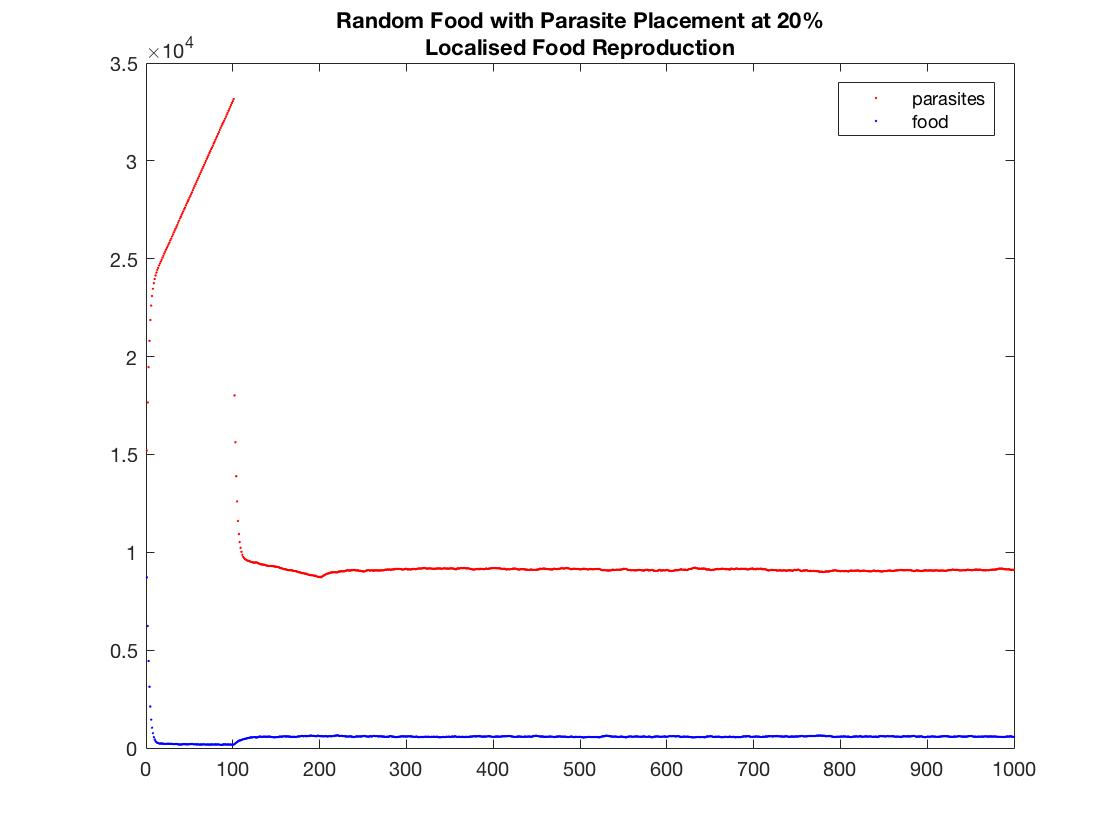 Random Food with Parasite Placement at 20%
Localised Food Reproduction
×10^4
parasites
food
3.5
3
2.5
2
1.5
1
0.5
0
0 100 200 300 400 500 600 700 800 900 1000